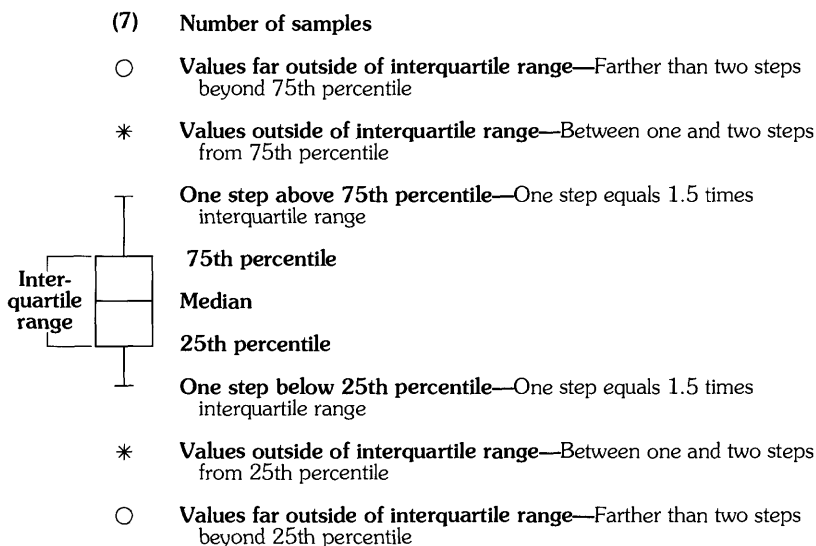 (7) Number of samples
○ Values far outside of interquartile range—Farther than two steps
beyond 75th percentile
* Values outside of interquartile range—Between one and two steps
from 75th percentile
One step above 75th percentile—One step equals 1.5 times
interquartile range
75th percentile
Inter-
quartile
range
Median
25th percentile
One step below 25th percentile—One step equals 1.5 times
interquartile range
* Values outside of interquartile range—Between one and two steps
from 25th percentile
○ Values far outside of interquartile range—Farther than two steps
beyond 25th percentile